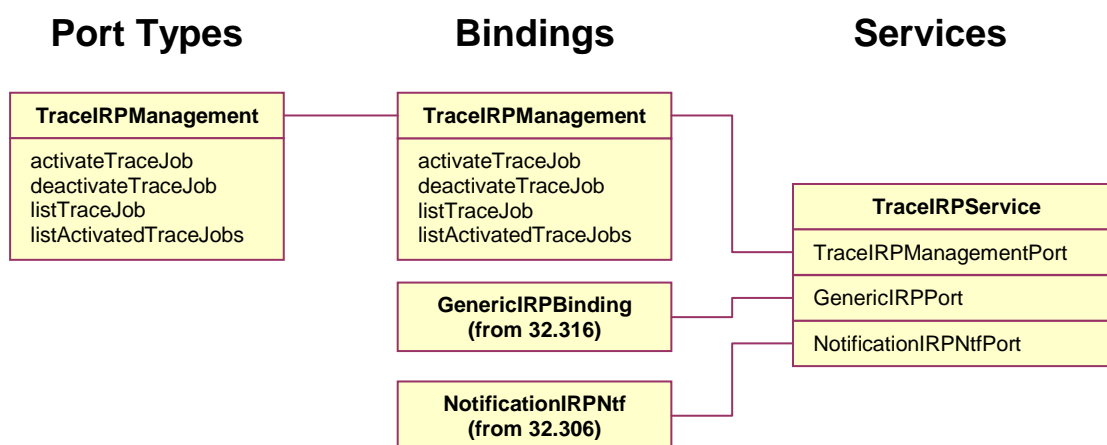 Port Types
Bindings
Services
TraceIRPManagement
activateTraceJob
deactivateTraceJob
listTraceJob
listActivatedTraceJobs
TraceIRPManagement
activateTraceJob
deactivateTraceJob
listTraceJob
listActivatedTraceJobs
GenericIRPBinding
(from 32.316)
NotificationIRPNtf
(from 32.306)
TraceIRPService
TraceIRPManagementPort
GenericIRPPort
NotificationIRPNtfPort